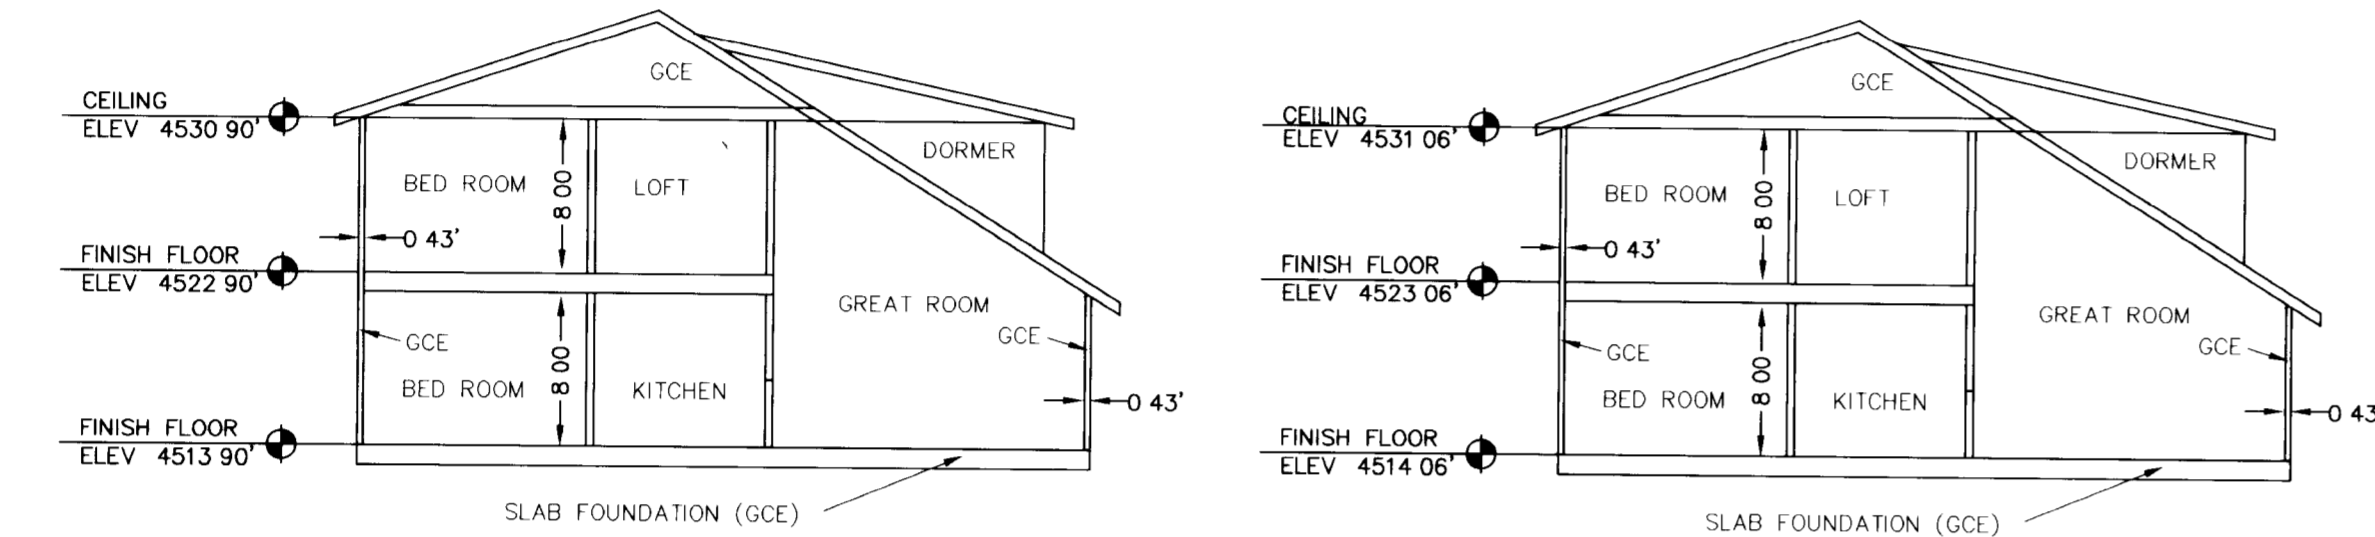 GCE
CEILING
ELEV 4530 90'
DORMER
BED ROOM
8 00
LOFT
0 43'
FINISH FLOOR
ELEV 4522 90'
GREAT ROOM
GCE
GCE
BED ROOM
8 00
KITCHEN
0 43'
FINISH FLOOR
ELEV 4513 90'
SLAB FOUNDATION (GCE)
GCE
CEILING
ELEV 4531 06'
DORMER
BED ROOM
8 00
LOFT
0 43'
FINISH FLOOR
ELEV 4523 06'
GREAT ROOM
GCE
GCE
BED ROOM
8 00
KITCHEN
0 43
FINISH FLOOR
ELEV 4514 06'
SLAB FOUNDATION (GCE)